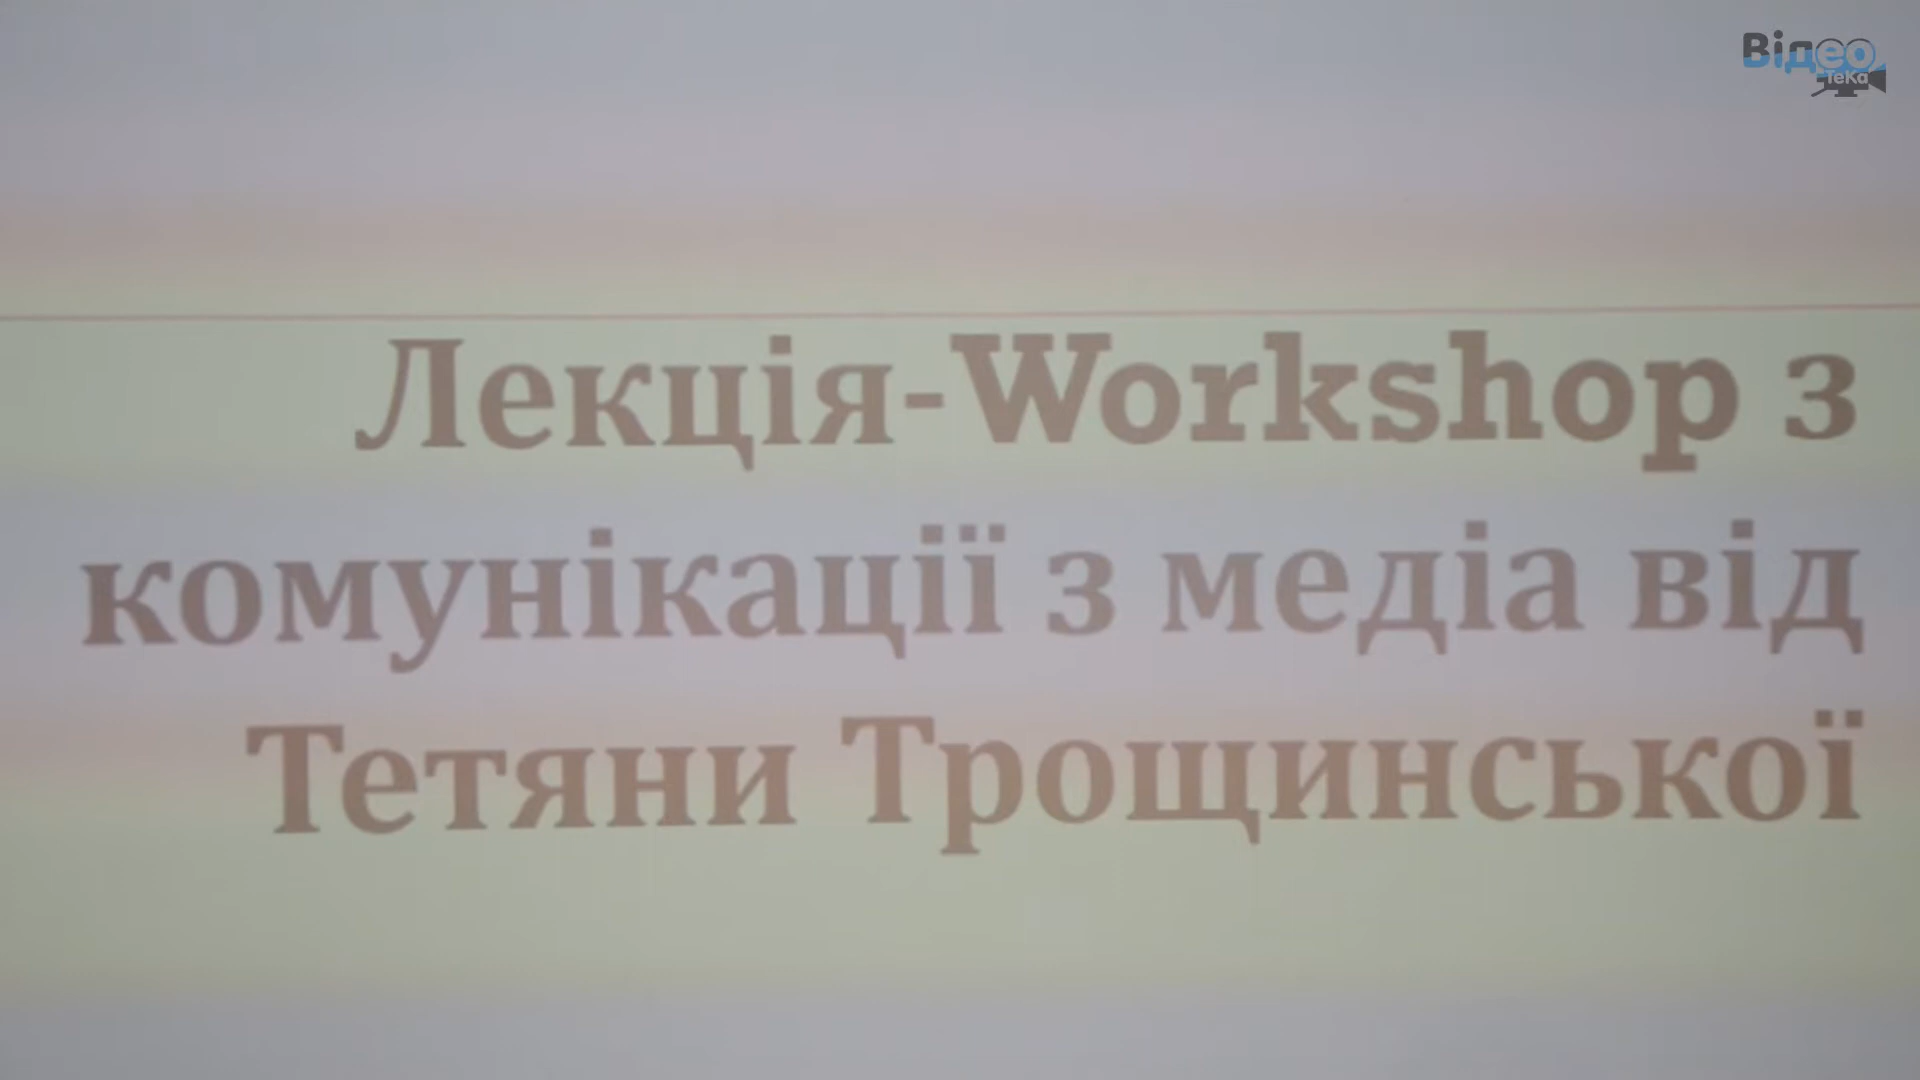 Відео
ТеКа
Лекція-Workshop з
комунікації з медіа від
Тетяни Трощинської